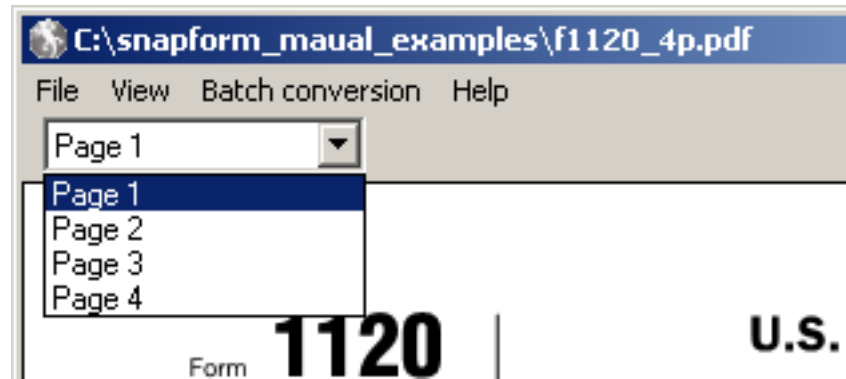 C:\snapform_maual_examples\f1120_4p.pdf
File View Batch conversion Help
Page 1
Page 1
Page 2
Page 3
Page 4
Form 1120 U.S.